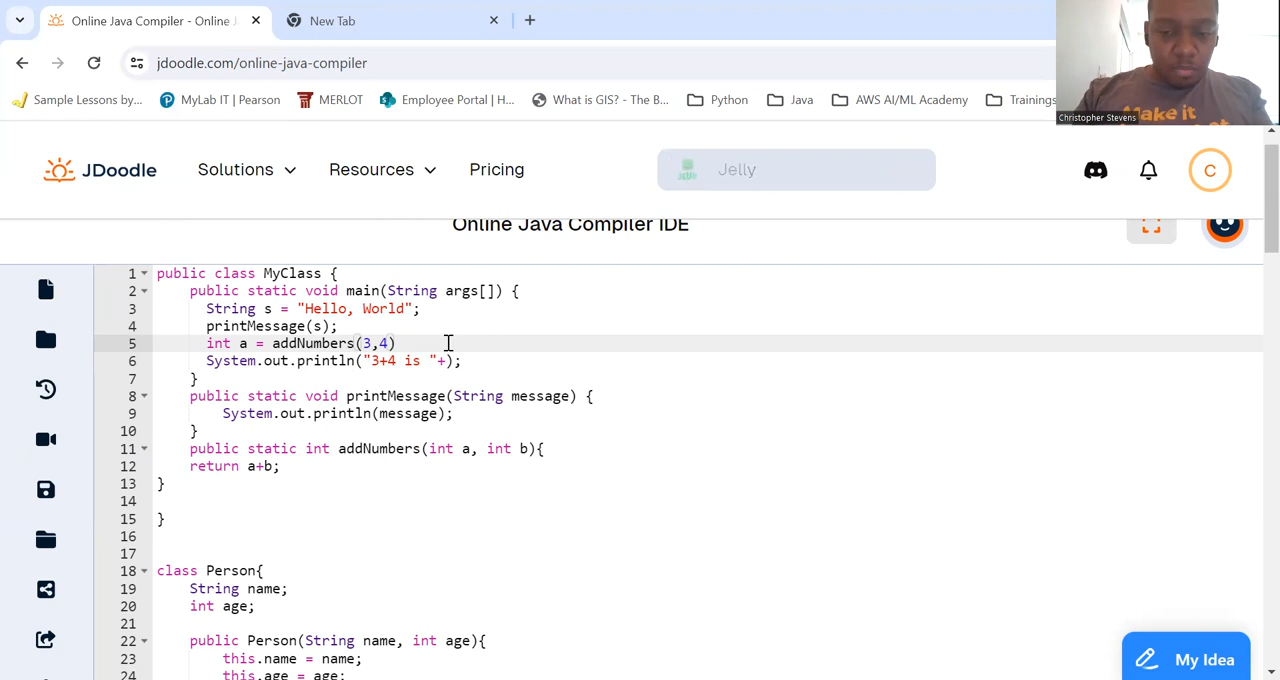 Online Java Compiler - Online J
New Tab
jdoodle.com/online-java-compiler
Sample Lessons by...
MyLab IT | Pearson
MERLOT
Employee Portal | H...
What is GIS? - The B...
Python
Java
AWS AI/ML Academy
Trainings
Make it
Christopher Stevens
JDoodle
Solutions
Resources
Pricing
Jelly
C
Online Java Compiler IDE
1 public class MyClass {
2 public static void main(String args[]) {
3 String s = "Hello, World";
4 printMessage(s);
5 int a = addNumbers(3,4)
6 System.out.println("3+4 is "+);
7 }
8 public static void printMessage(String message) {
9 System.out.println(message);
10 }
11 public static int addNumbers(int a, int b){
12 return a+b;
13 }
14
15 }
16
17
18 class Person{
19 String name;
20 int age;
21
22 public Person(String name, int age){
23 this.name = name;
24 this.age = age;
My Idea